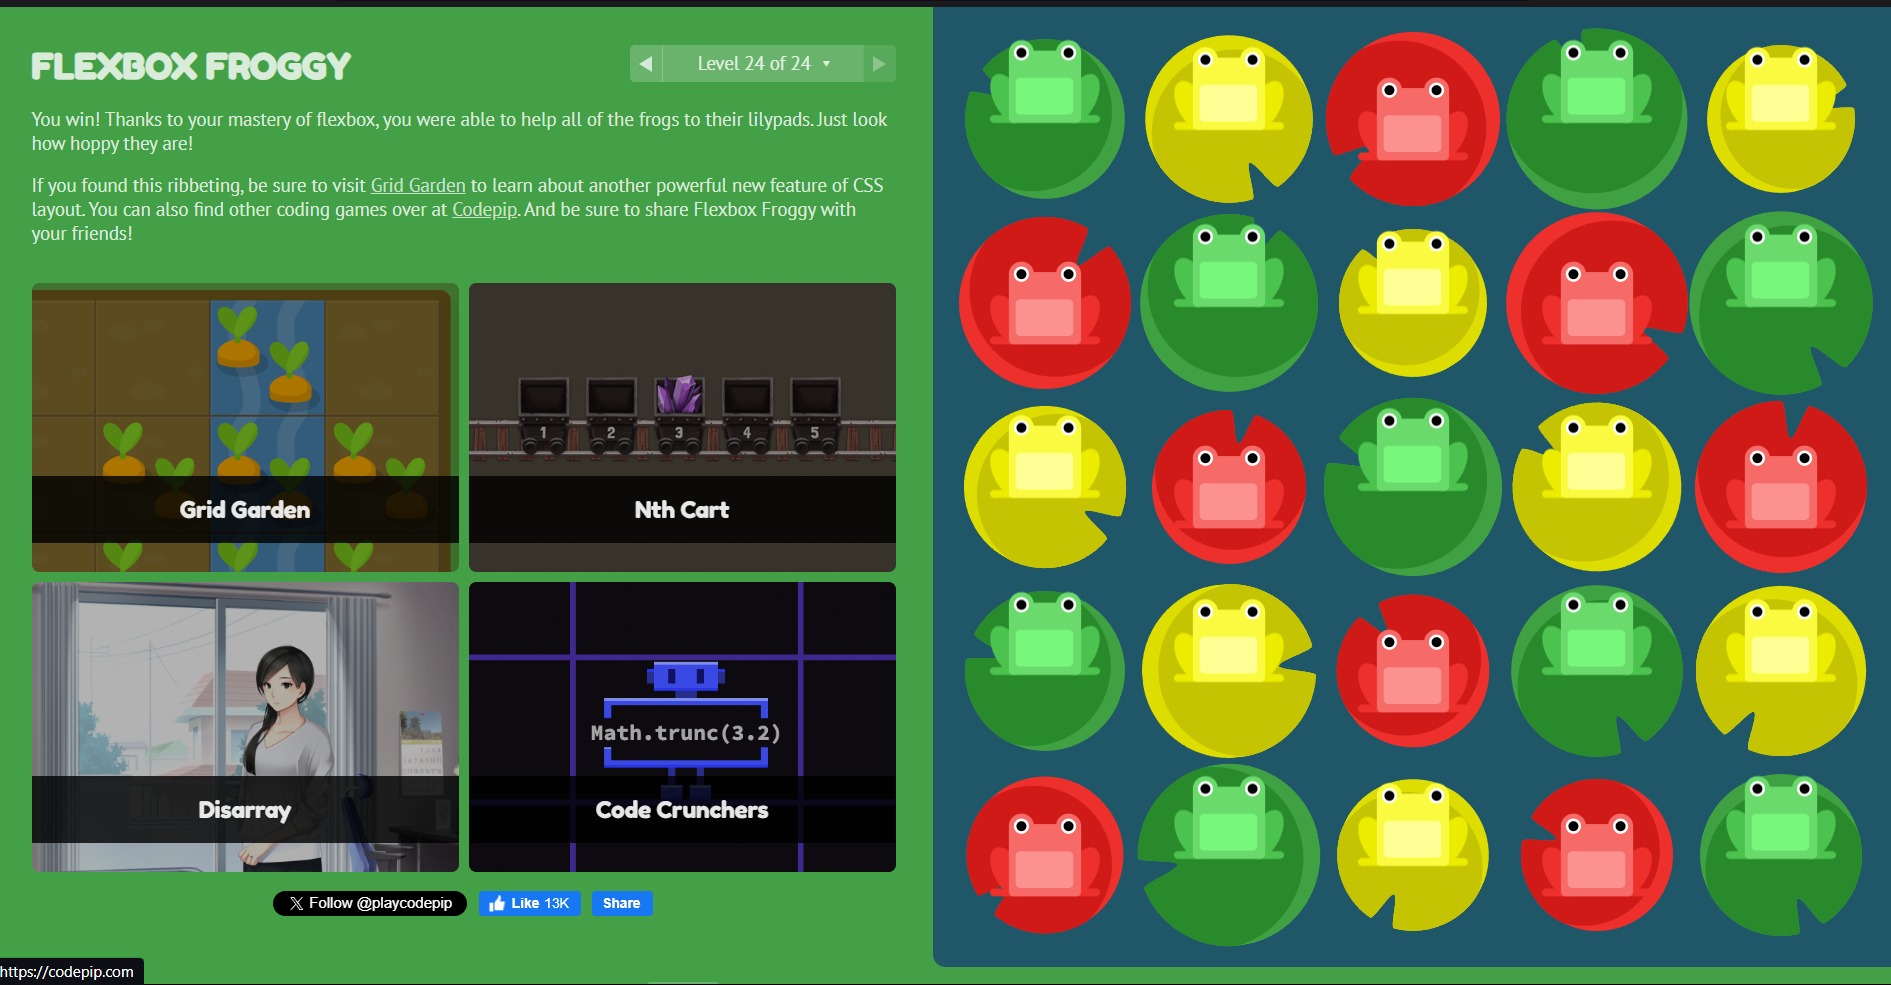 FLEXBOX FROGGY
Level 24 of 24
You win! Thanks to your mastery of flexbox, you were able to help all of the frogs to their lilypads. Just look
how hoppy they are!
If you found this ribbeting, be sure to visit Grid Garden to learn about another powerful new feature of CSS
layout. You can also find other coding games over at Codepip. And be sure to share Flexbox Froggy with
your friends!
1 2 3 4 5
Grid Garden
Nth Cart
Math.trunc(3.2)
Disarray
Code Crunchers
Follow @playcodepip
Like 13K
Share
https://codepip.com